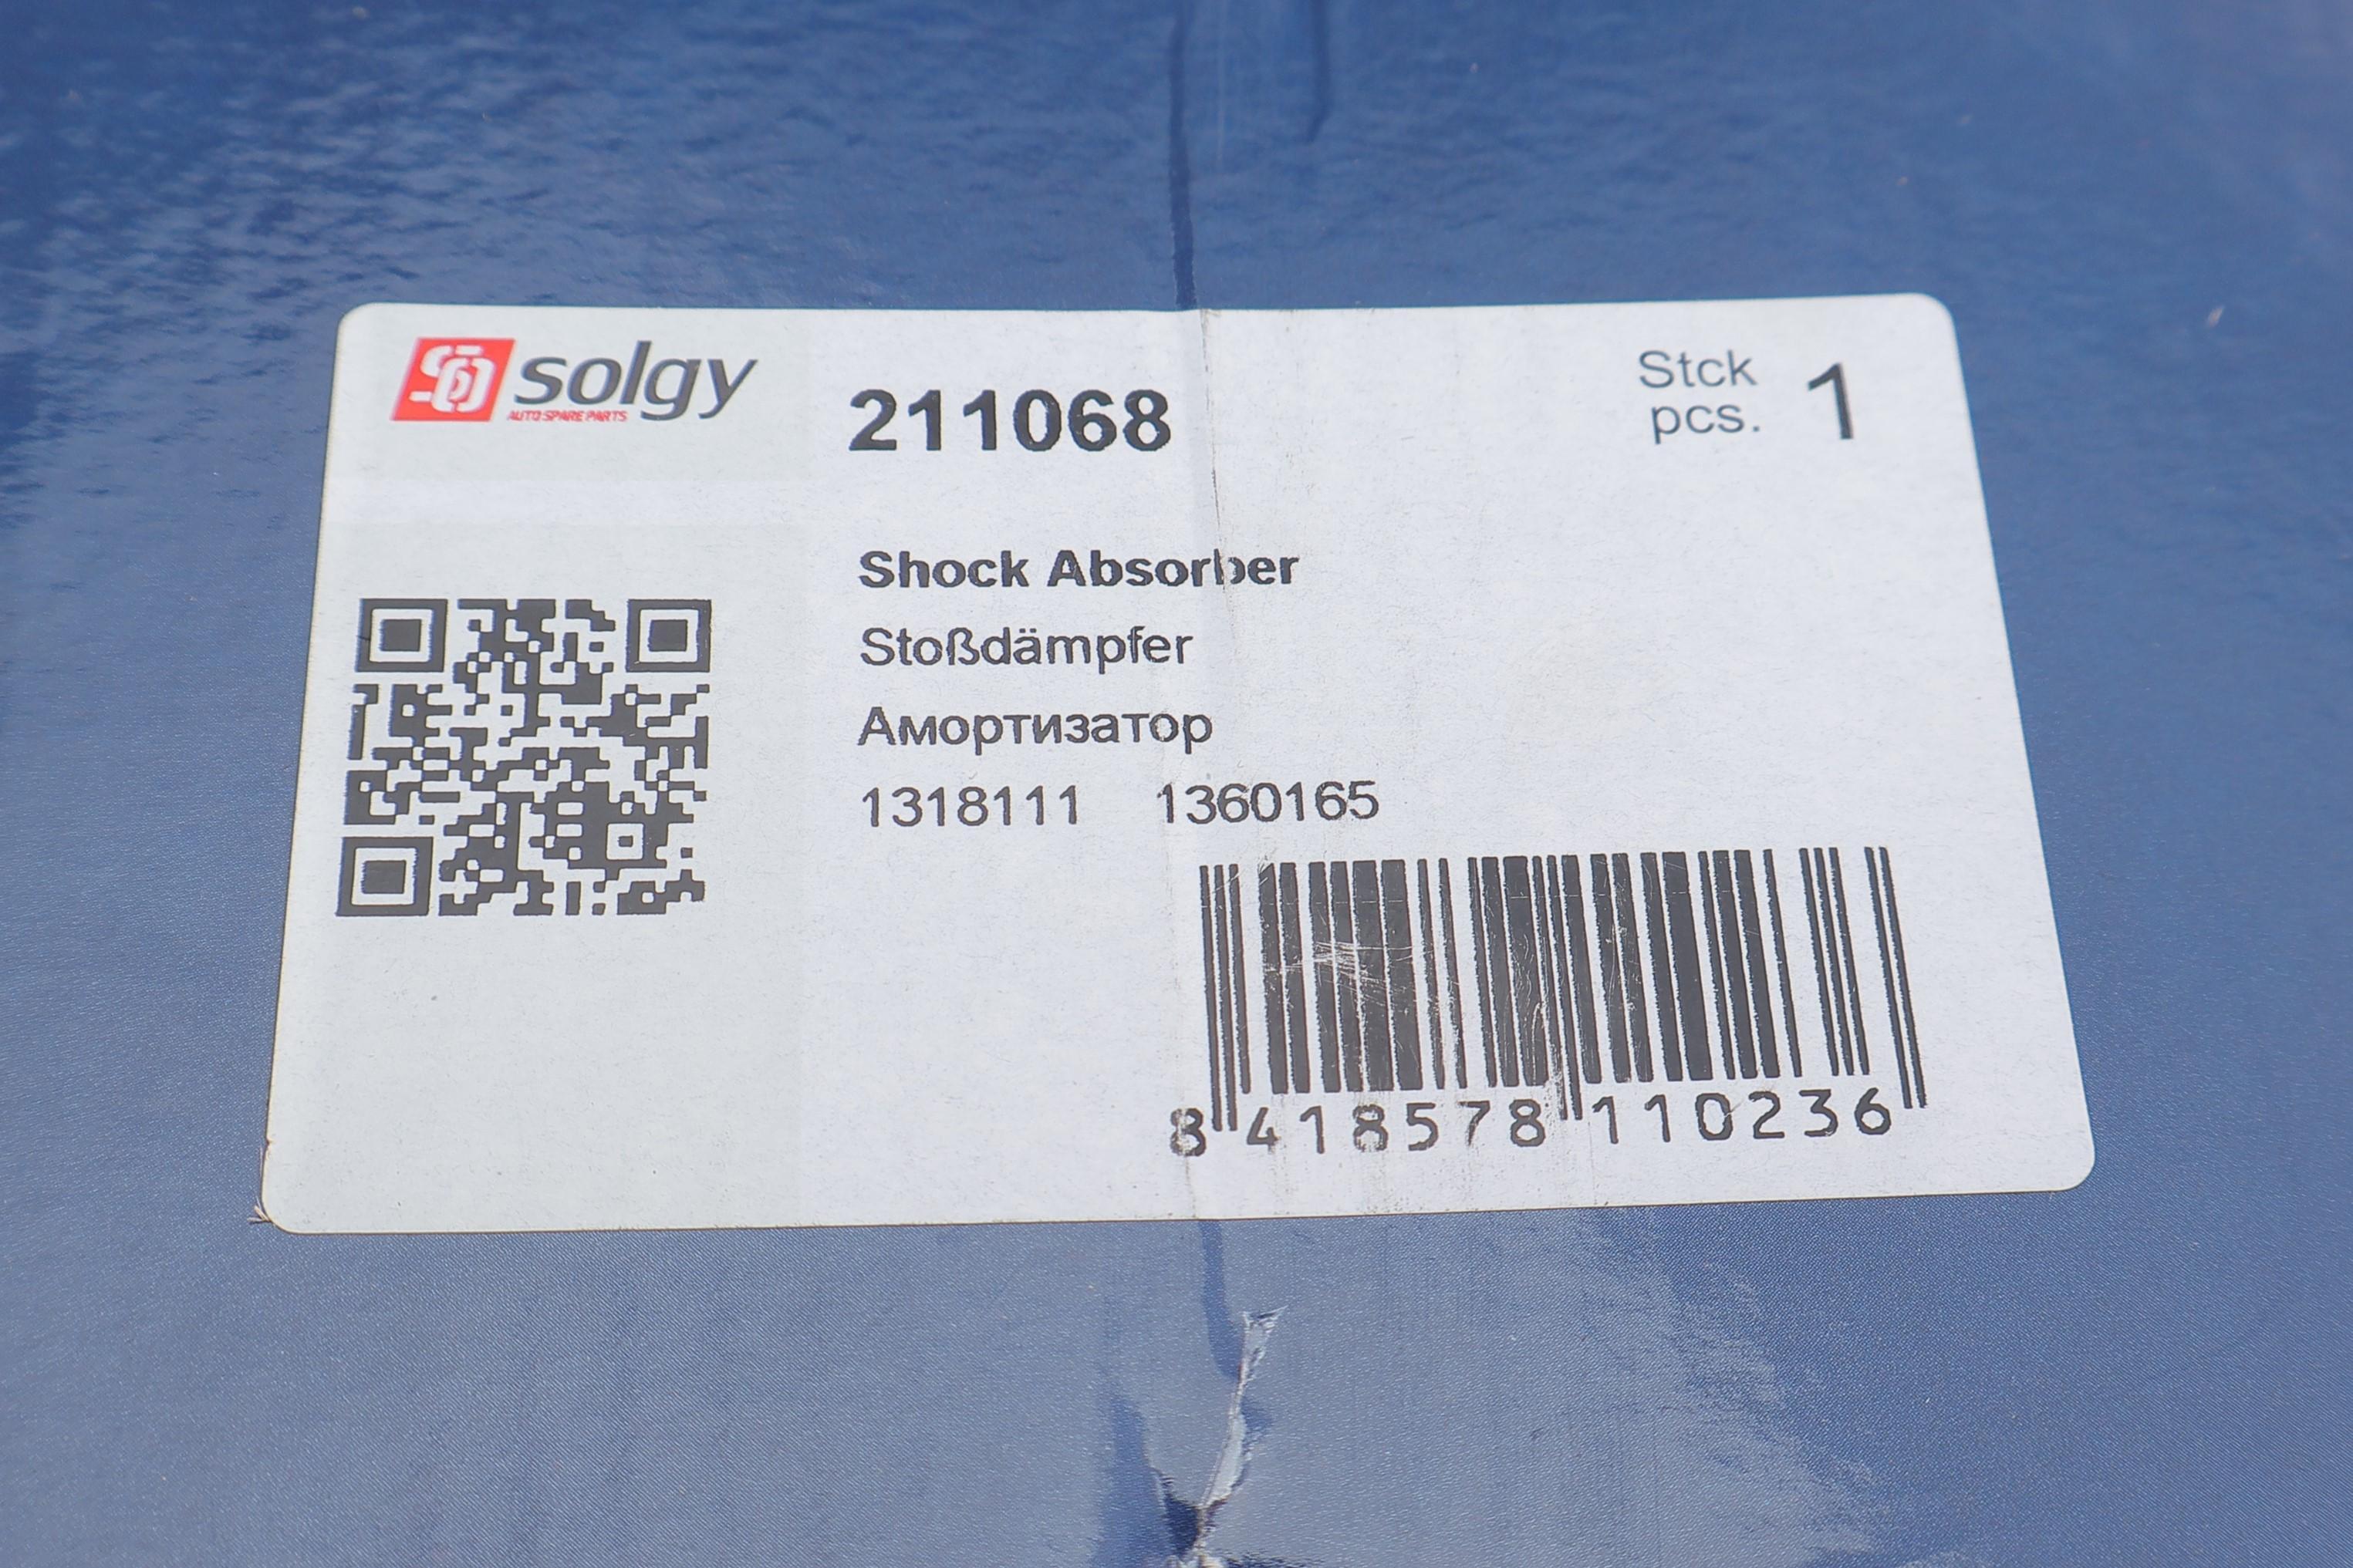 solgy
AUTO SPARE PARTS
211068
Stck
pcs. 1
Shock Absorber
Stoßdämpfer
Амортизатор
1318111 1360165
8 418578 110236